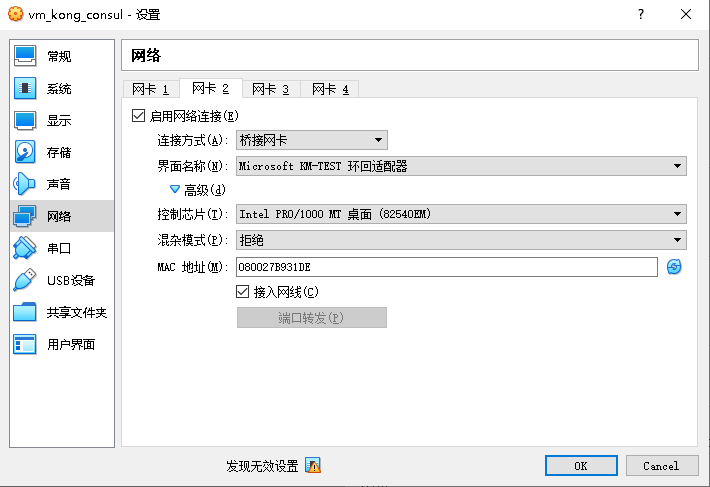 vm_kong_consul - 设置
常规
系统
显示
存储
声音
网络
串口
USB设备
共享文件夹
用户界面
网络
网卡 1 网卡 2 网卡 3 网卡 4
启用网络连接(E)
连接方式(A): 桥接网卡
界面名称(N): Microsoft KM-TEST 环回适配器
高级(d)
控制芯片(T): Intel PRO/1000 MT 桌面 (82540EM)
混杂模式(P): 拒绝
MAC 地址(M): 080027B931DE
接入网线(C)
端口转发(P)
发现无效设置
OK Cancel